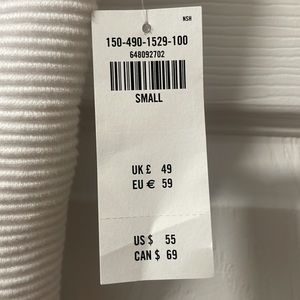 NSH
150-490-1529-100
648092702
SMALL
UK £ 49
EU € 59
US $ 55
CAN $ 69